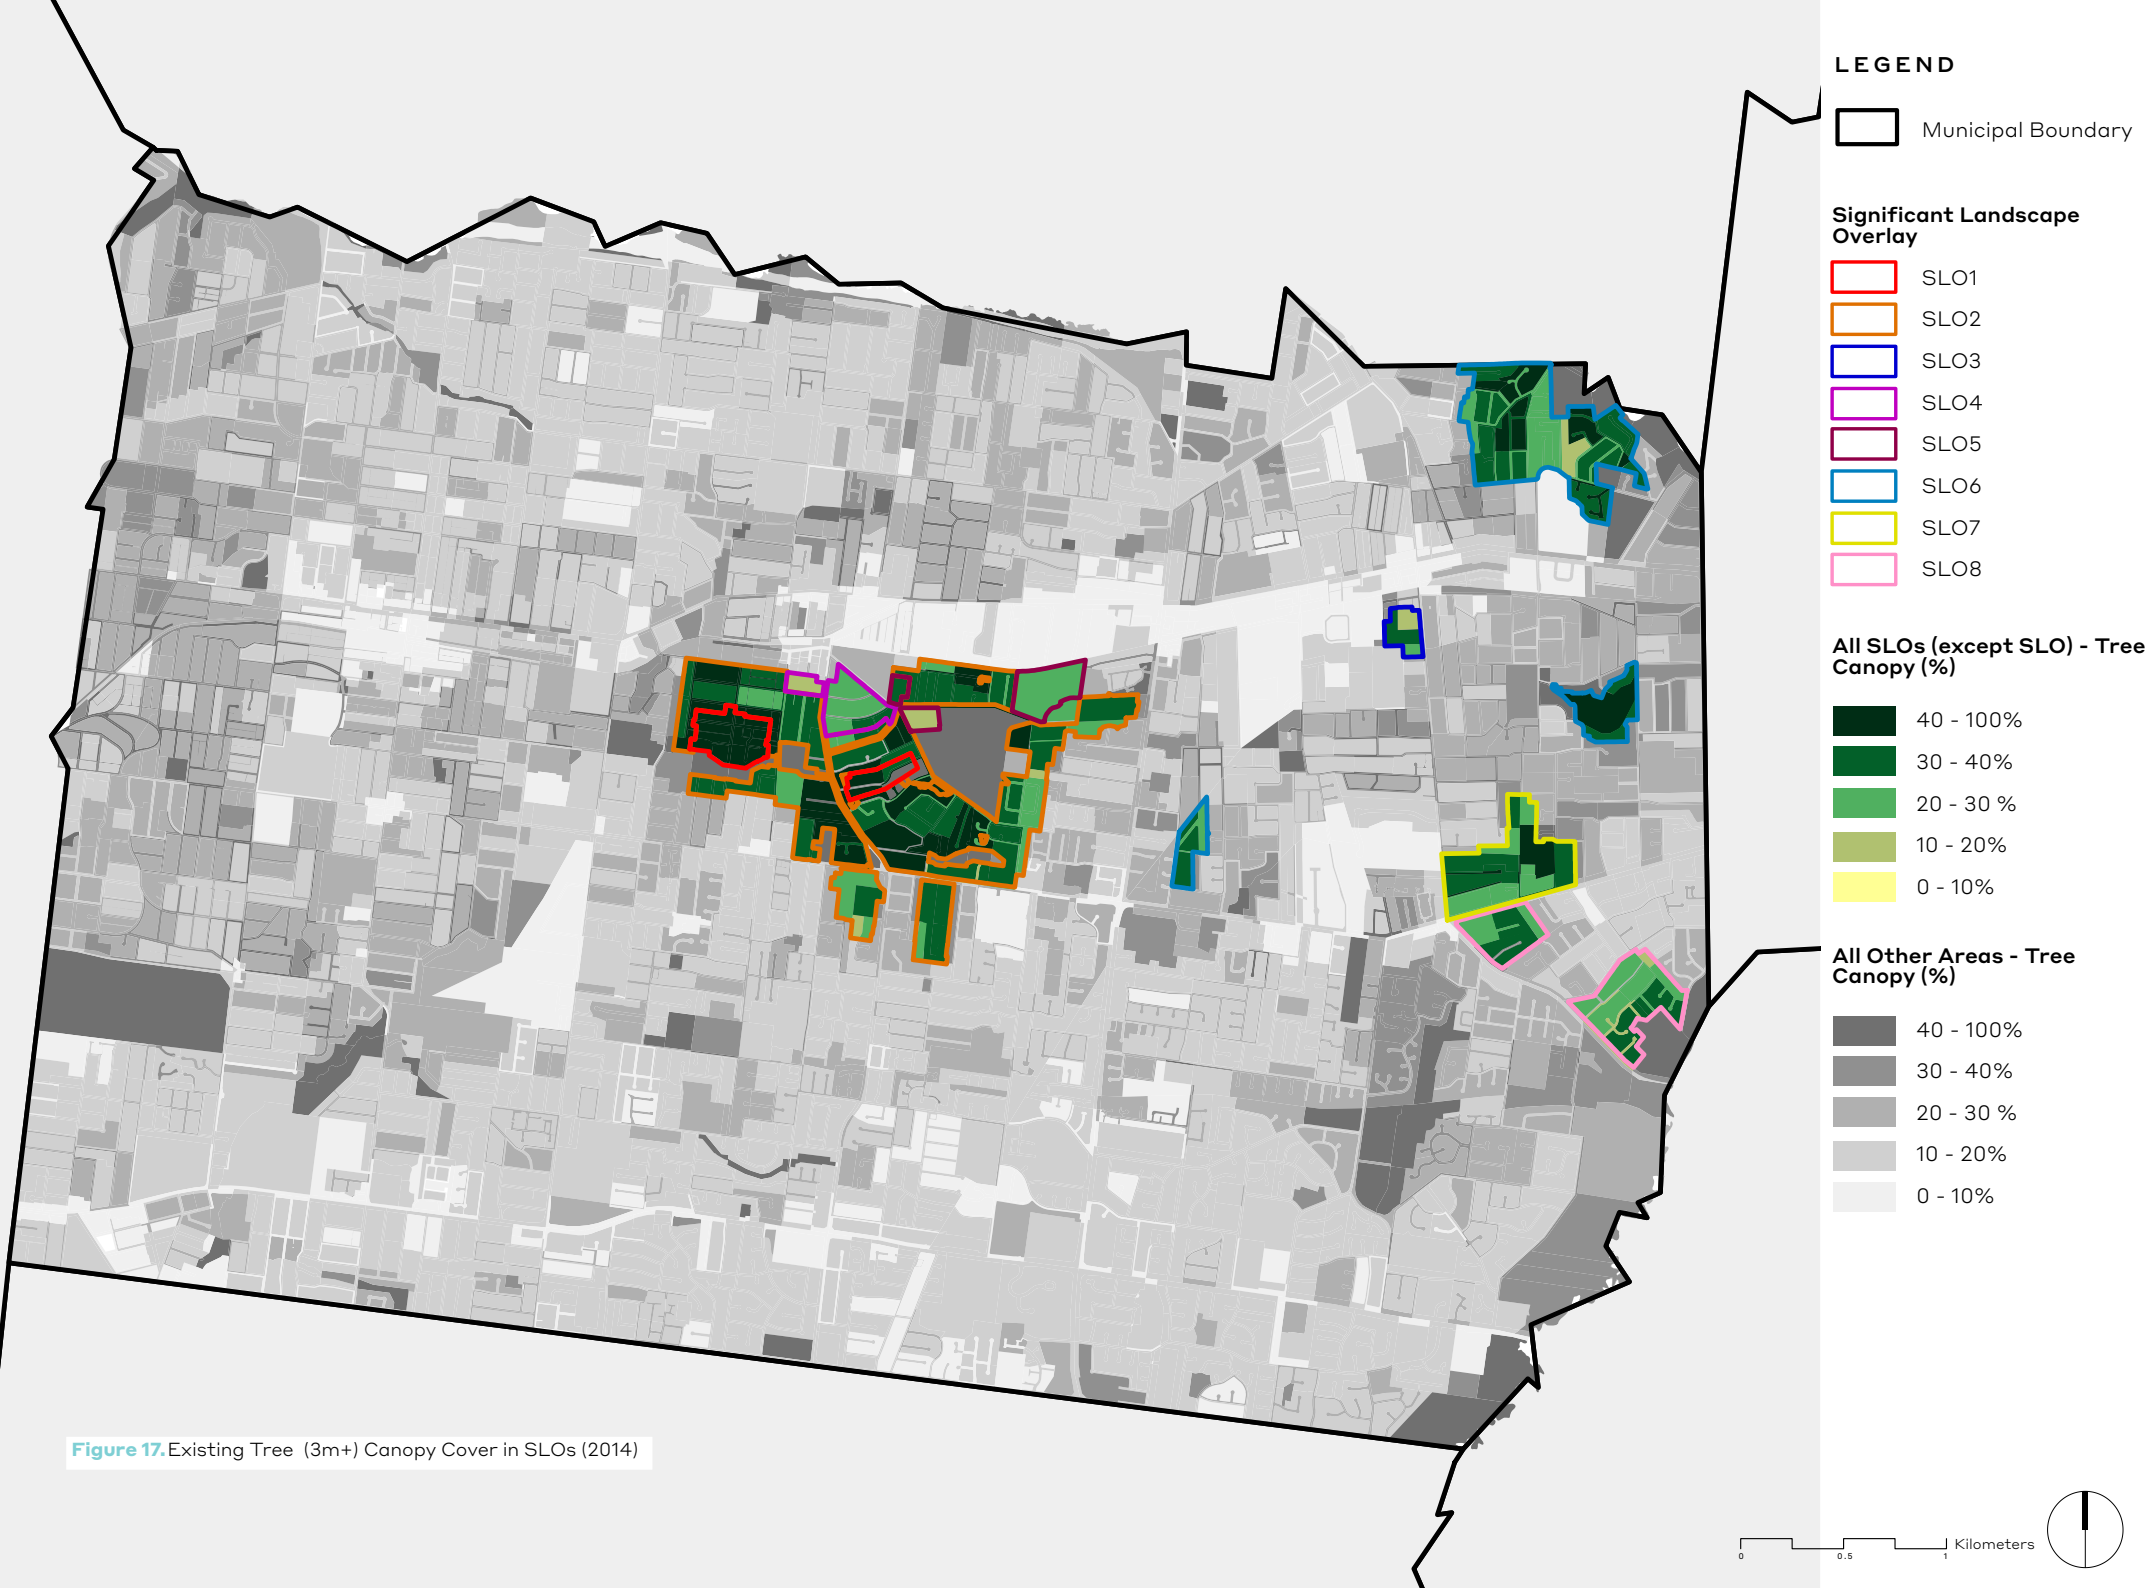 LEGEND
Municipal Boundary
Significant Landscape
Overlay
SLO1
SLO2
SLO3
SLO4
SLO5
SLO6
SLO7
SLO8
All SLOs (except SLO) - Tree
Canopy (%)
40 - 100%
30 - 40%
20 - 30 %
10 - 20%
0 - 10%
All Other Areas - Tree
Canopy (%)
40 - 100%
30 - 40%
20 - 30 %
10 - 20%
0 - 10%
Figure 17. Existing Tree (3m+) Canopy Cover in SLOs (2014)
Kilometers
0 0.5 1